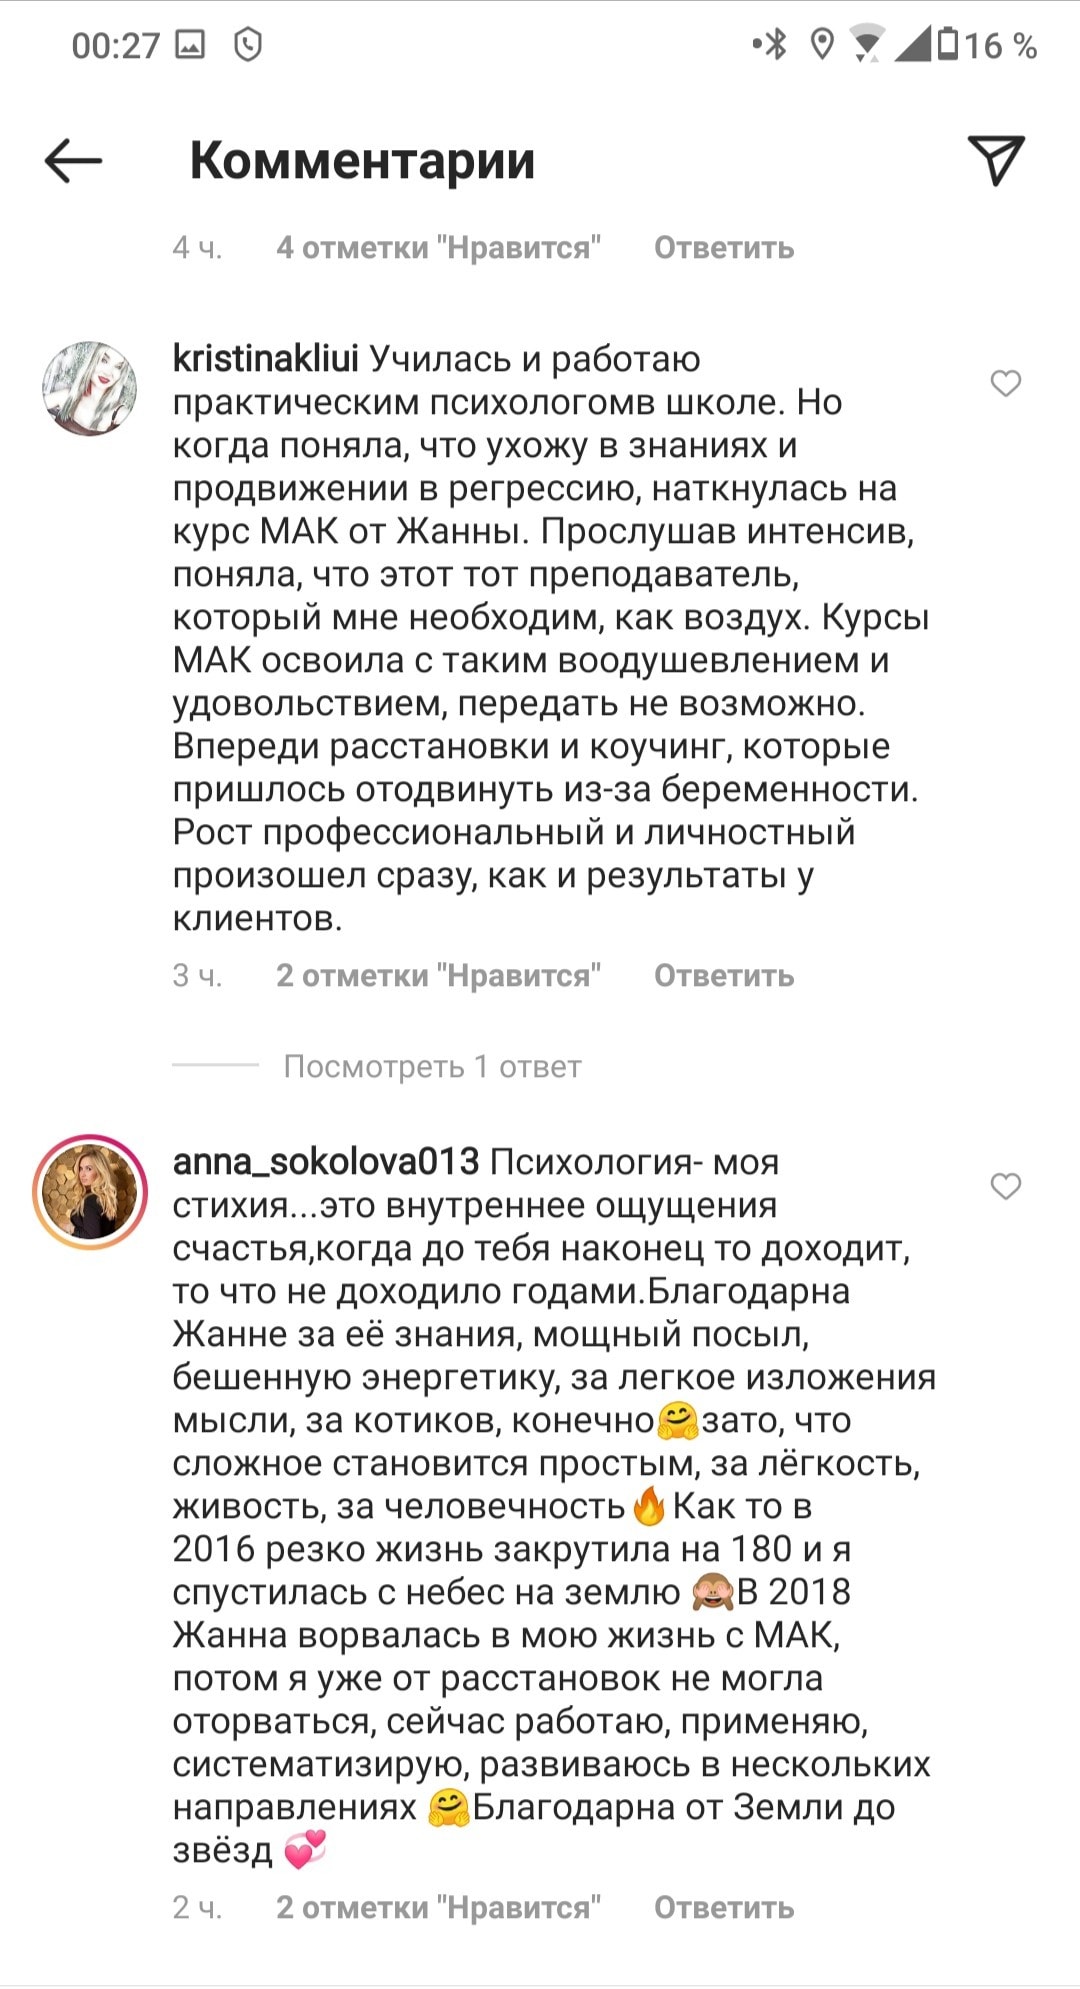 00:27
16 %
Комментарии
4 ч. 4 отметки "Нравится" Ответить
kristinakliui Училась и работаю
практическим психологомв школе. Но
когда поняла, что ухожу в знаниях и
продвижении в регрессию, наткнулась на
курс МАК от Жанны. Прослушав интенсив,
поняла, что этот тот преподаватель,
который мне необходим, как воздух. Курсы
МАК освоила с таким воодушевлением и
удовольствием, передать не возможно.
Впереди расстановки и коучинг, которые
пришлось отодвинуть из-за беременности.
Рост профессиональный и личностный
произошел сразу, как и результаты у
клиентов.
3 ч. 2 отметки "Нравится" Ответить
Посмотреть 1 ответ
anna_sokolova013 Психология- моя
стихия...это внутреннее ощущения
счастья,когда до тебя наконец то доходит,
то что не доходило годами.Благодарна
Жанне за её знания, мощный посыл,
бешенную энергетику, за легкое изложения
мысли, за котиков, конечно🤗зато, что
сложное становится простым, за лёгкость,
живость, за человечность🔥Как то в
2016 резко жизнь закрутила на 180 и я
спустилась с небес на землю 🙈В 2018
Жанна ворвалась в мою жизнь с МАК,
потом я уже от расстановок не могла
оторваться, сейчас работаю, применяю,
систематизирую, развиваюсь в нескольких
направлениях 🤗Благодарна от Земли до
звёзд 💞
2 ч. 2 отметки "Нравится" Ответить